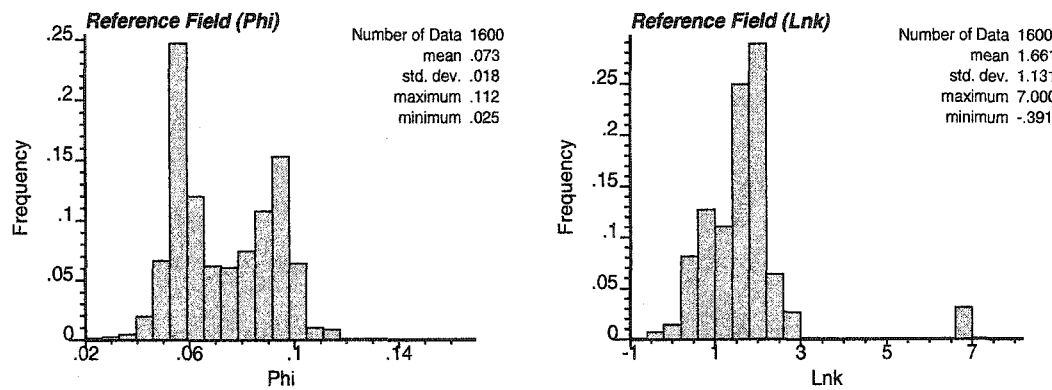 Reference Field (Phi)
Number of Data 1600
mean .073
std. dev. .018
maximum .112
minimum .025
Frequency
.25
.2
.15
.1
.05
0
.02 .06 .1 .14
Phi
Reference Field (Lnk)
Number of Data 1600
mean 1.661
std. dev. 1.131
maximum 7.000
minimum -.391
Frequency
.25
.2
.15
.1
.05
0
-1 1 3 5 7
Lnk